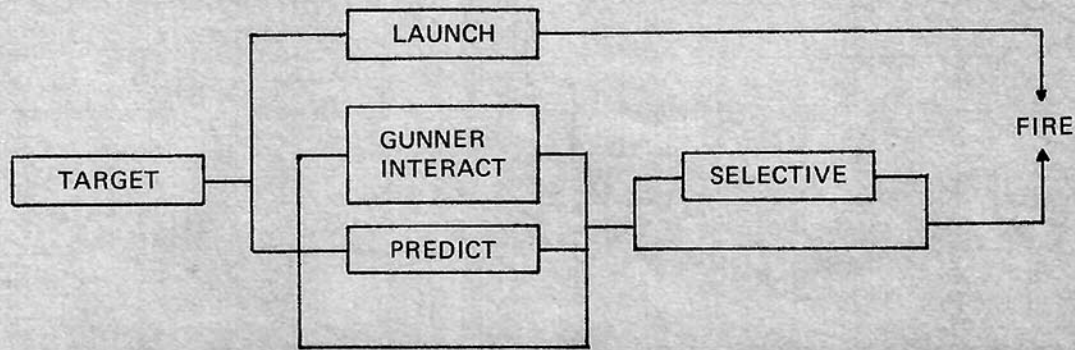 LAUNCH
GUNNER
INTERACT
FIRE
TARGET
SELECTIVE
PREDICT